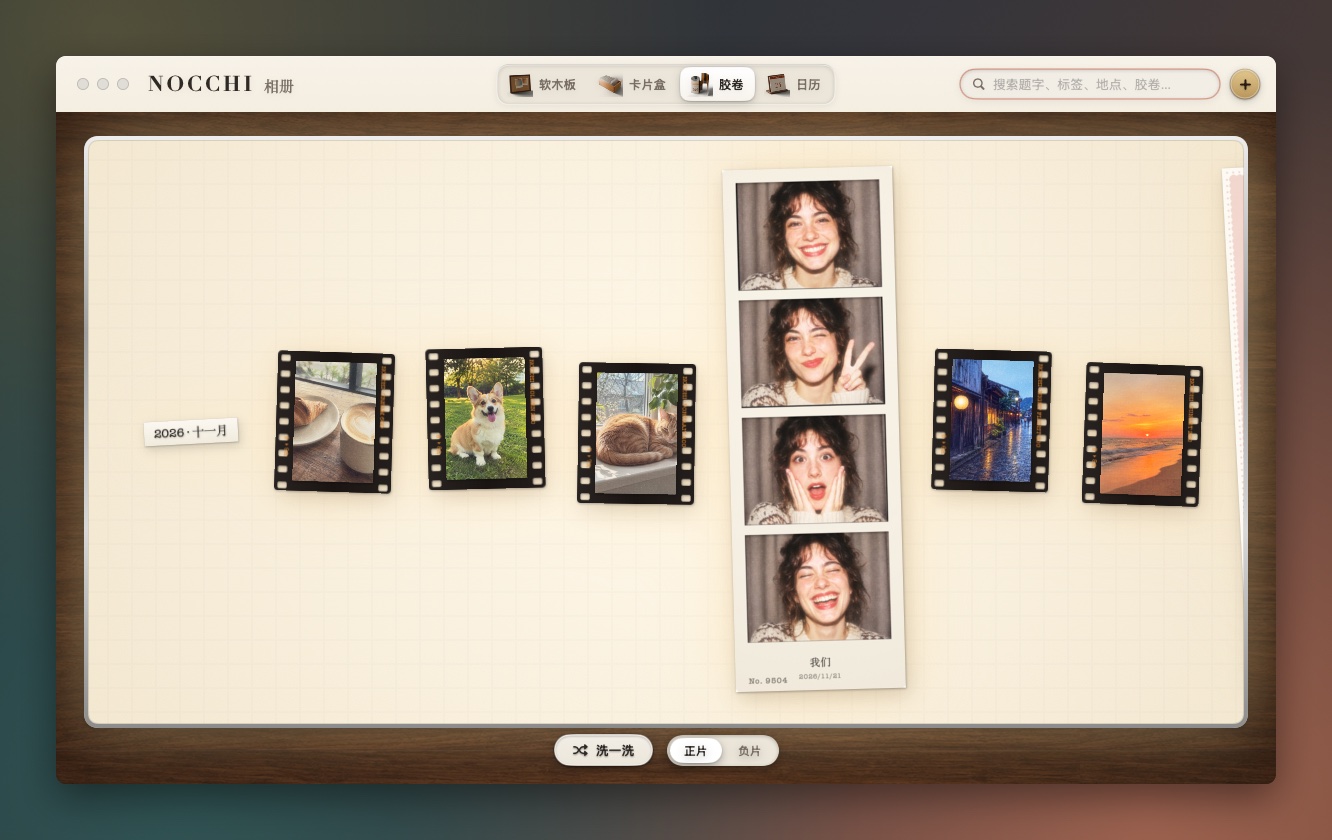 NOCCHI 相册
软木板
卡片盒
胶卷
日历
搜索题字、标签、地点、胶卷...
2026·十一月
我们
No. 9804 2026/11/21
洗一洗
正片
负片